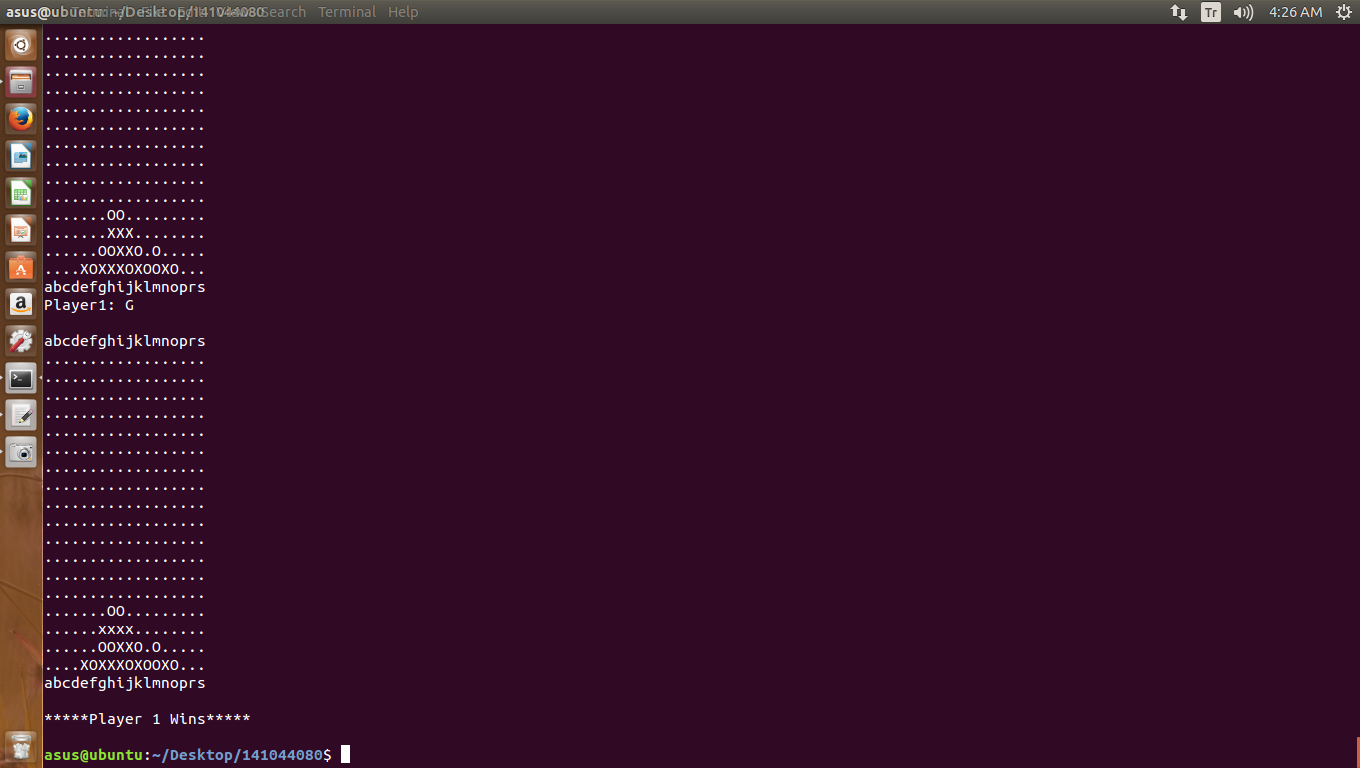 asus@ubuntu: ~/Desktop/141044080 Search Terminal Help Tr 4:26 AM
..................
..................
..................
..................
..................
..................
..................
..................
..................
..................
.......OO.........
.......XXX........
......OOXXO.O.....
....XOXXXOXOOXO...
abcdefghijklmnoprs
Player1: G
abcdefghijklmnoprs
..................
..................
..................
..................
..................
..................
..................
..................
..................
..................
..................
..................
..................
..................
.......OO.........
......xxxx........
......OOXXO.O.....
....XOXXXOXOOXO...
abcdefghijklmnoprs
*****Player 1 Wins*****
asus@ubuntu:~/Desktop/141044080$